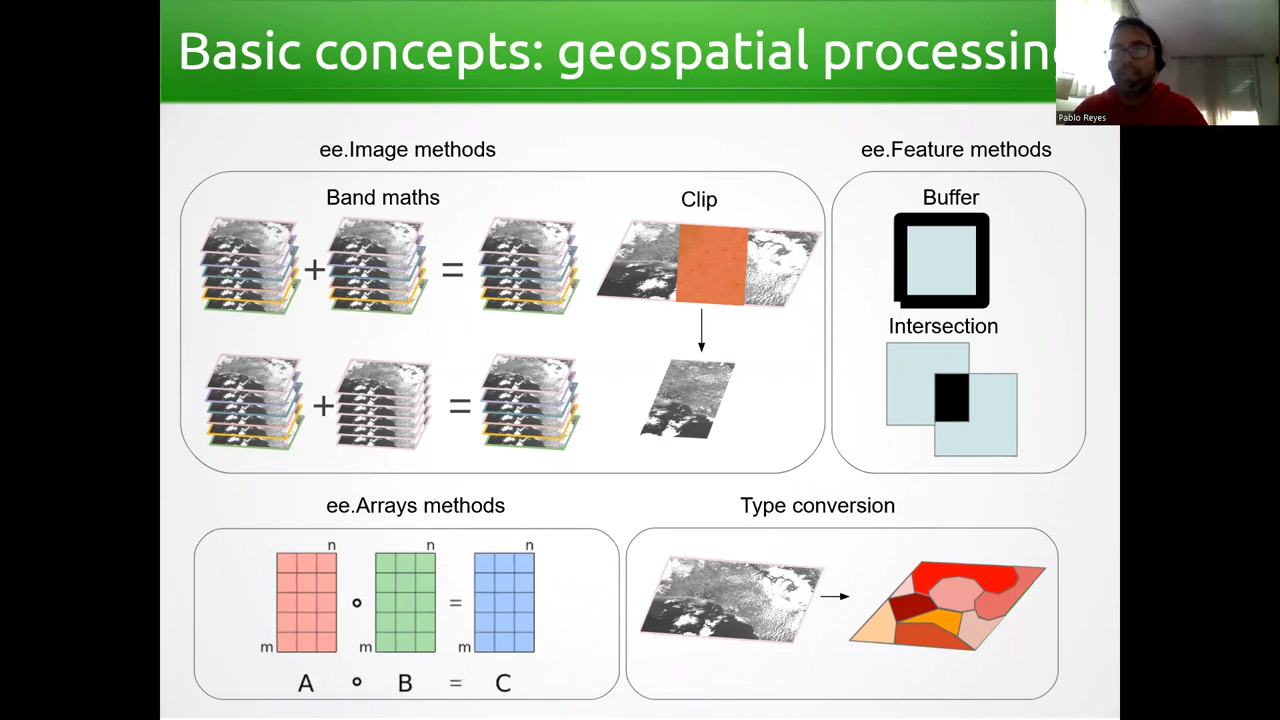 Basic concepts: geospatial processin
Pablo Reyes
ee.Image methods
Band maths
Clip
+
=
+
=
ee.Feature methods
Buffer
Intersection
ee.Arrays methods
n
n
n
∘
=
m
m
m
A ∘ B = C
Type conversion